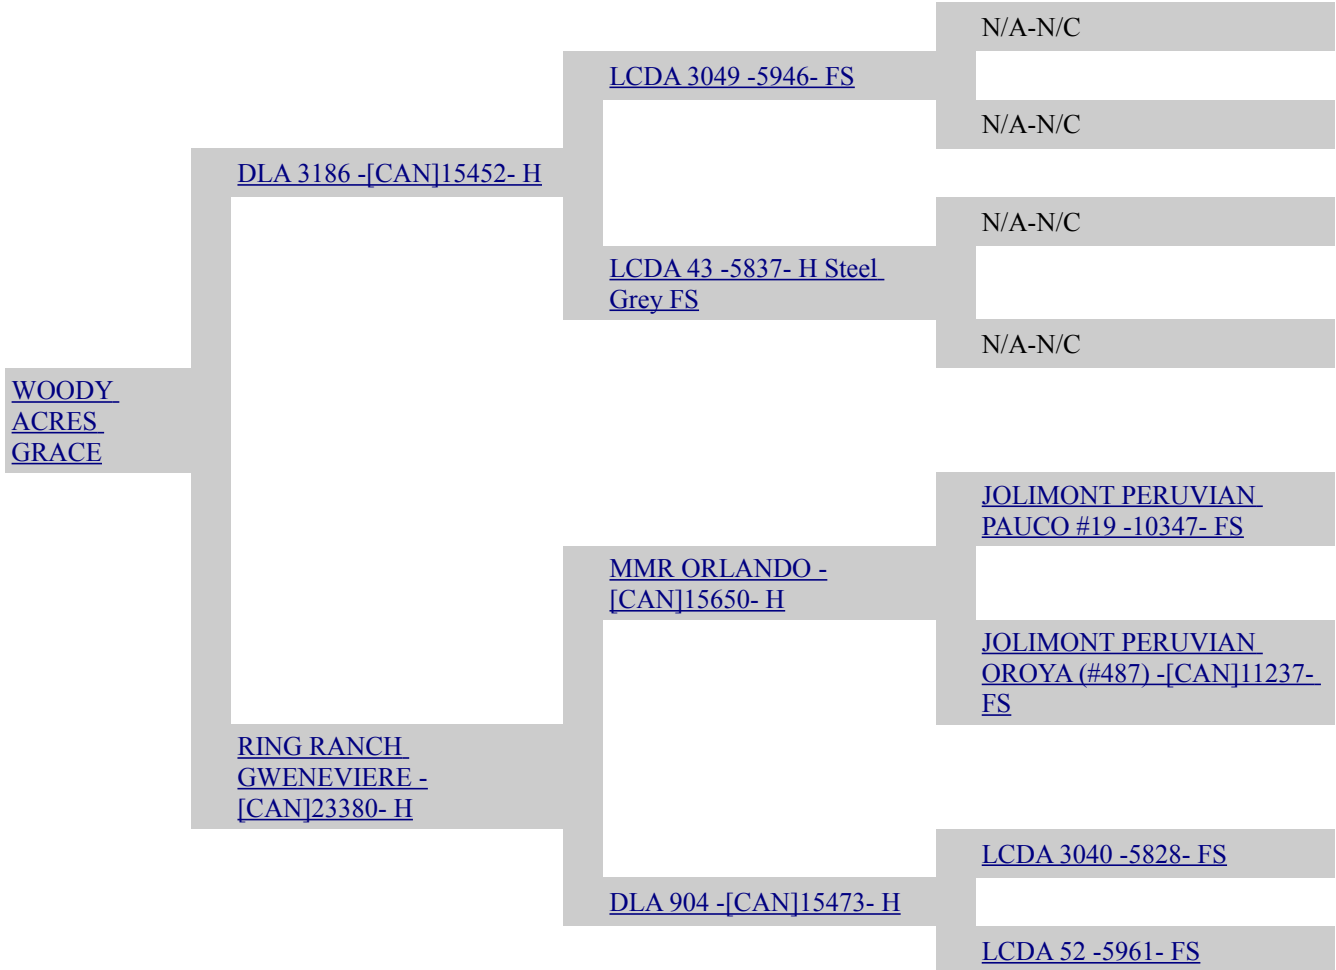 N/A-N/C
LCDA 3049 -5946- FS
N/A-N/C
DLA 3186 -[CAN]15452- H
N/A-N/C
LCDA 43 -5837- H Steel
Grey FS
N/A-N/C
WOODY
ACRES
GRACE
JOLIMONT PERUVIAN
PAUCO #19 -10347- FS
MMR ORLANDO -
[CAN]15650- H
JOLIMONT PERUVIAN
OROYA (#487) -[CAN]11237-
FS
RING RANCH
GWENEVIERE -
[CAN]23380- H
LCDA 3040 -5828- FS
DLA 904 -[CAN]15473- H
LCDA 52 -5961- FS